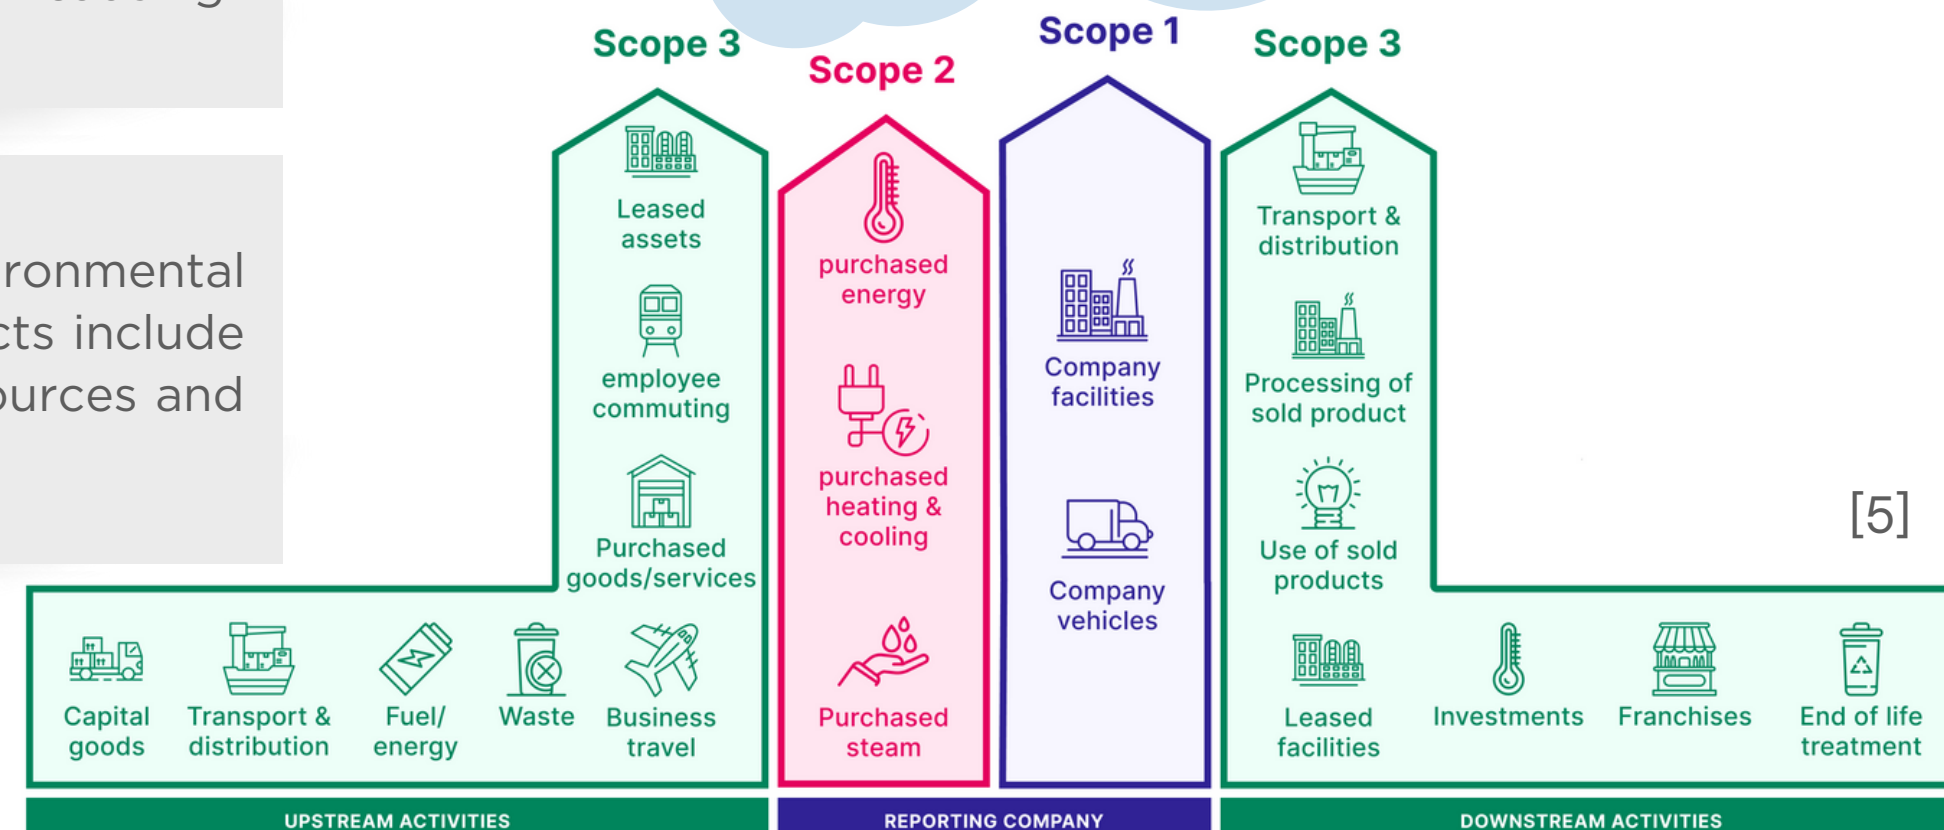 ronmental
cts include
ources and
Scope 3
Leased
assets
employee
commuting
Purchased
goods/services
Capital
goods
Transport &
distribution
Fuel/
energy
Waste
Business
travel
UPSTREAM ACTIVITIES
Scope 2
purchased
energy
purchased
heating &
cooling
Purchased
steam
Scope 1
Company
facilities
Company
vehicles
REPORTING COMPANY
Scope 3
Transport &
distribution
Processing of
sold product
Use of sold
products
Leased
facilities
Investments
Franchises
End of life
treatment
DOWNSTREAM ACTIVITIES
[5]